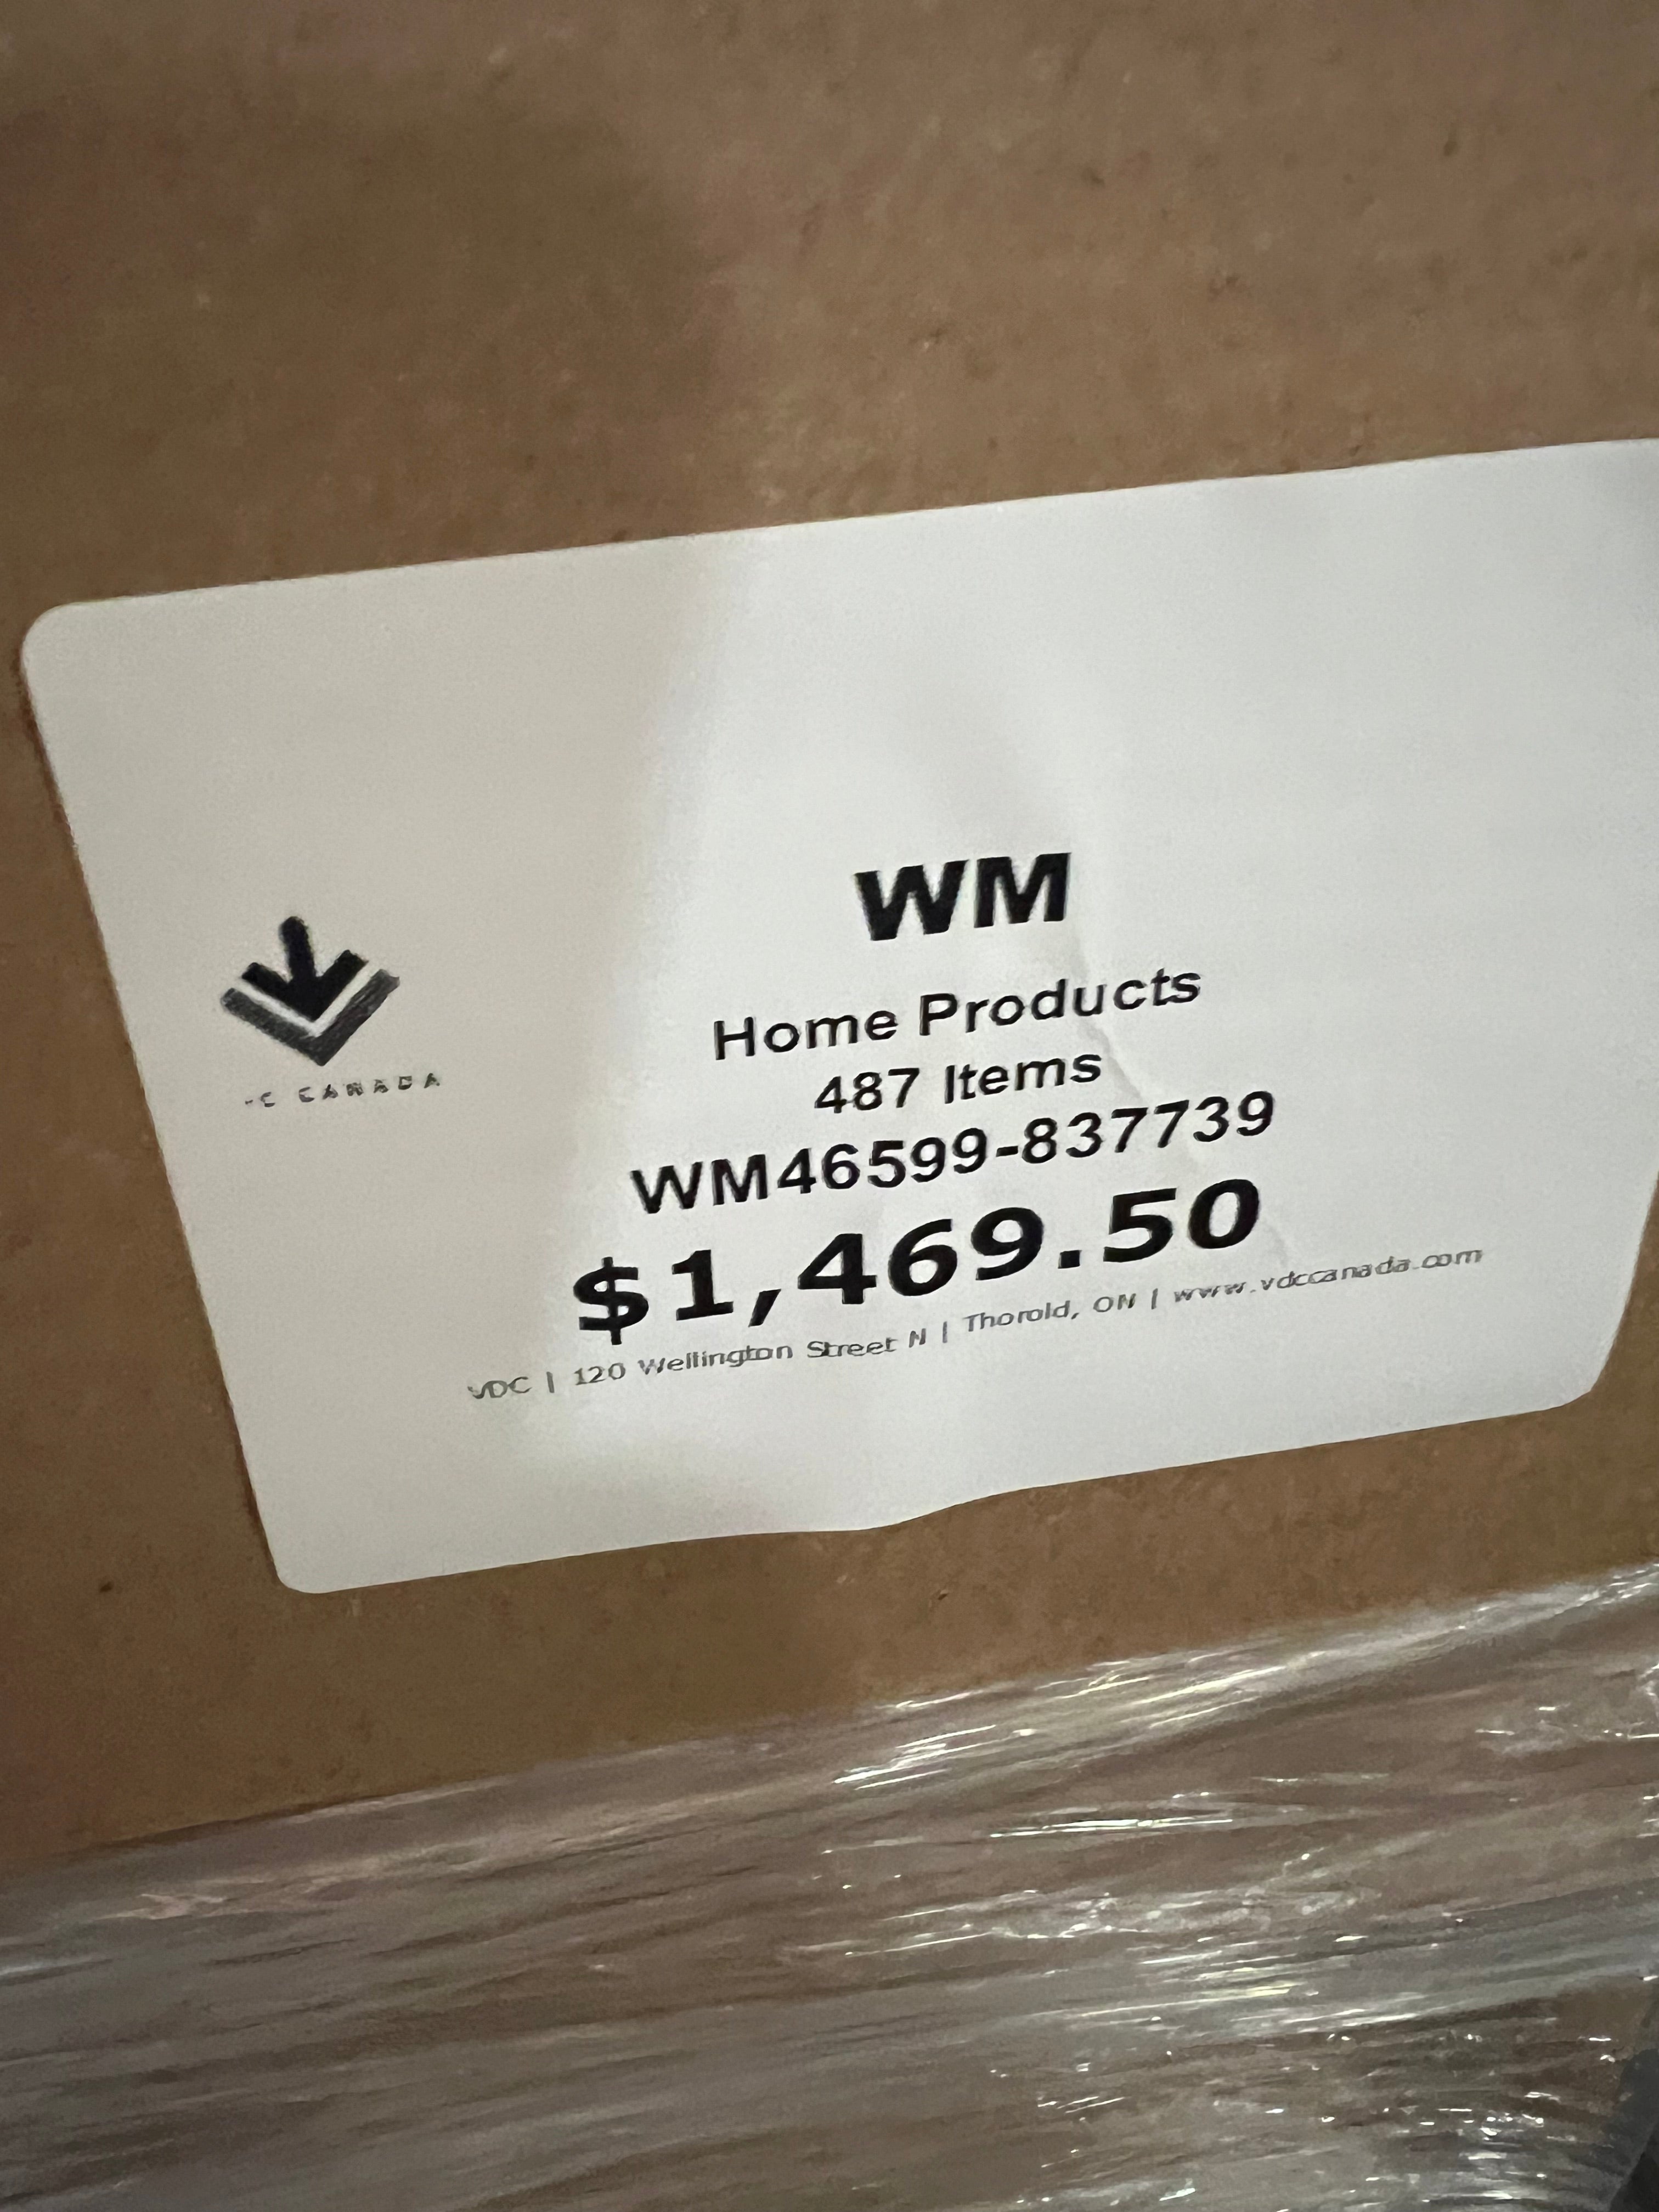 WM
Home Products
487 Items
WM46599-837739
$1,469.50
VDC | 120 Wellington Street N | Thorold, ON | www.vdccanada.com
C CANADA